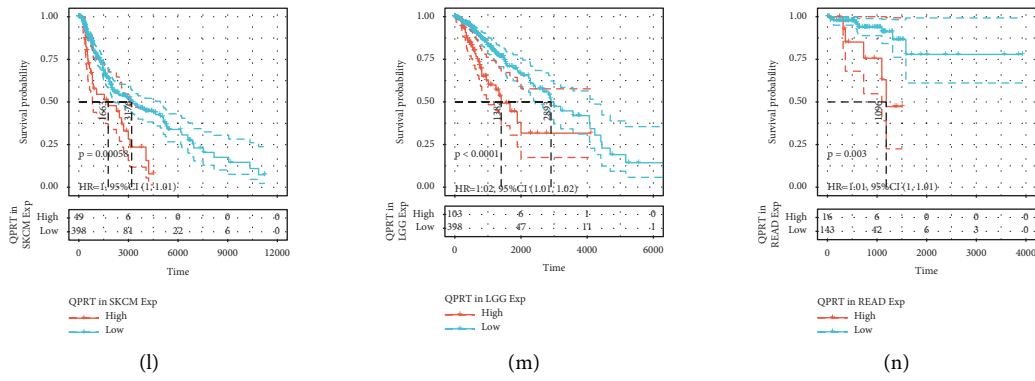 1.00
0.75
0.50
0.25
0.00
Survival probability
p = 0.00058
HR=1, 95%CI (1, 1.01)
QPRT in
SKCM Exp
High 49 6 0 0 0
Low 398 81 22 6 0
0 3000 6000 9000 12000
Time
QPRT in SKCM Exp
High
Low
(l)
1.00
0.75
0.50
0.25
0.00
Survival probability
p < 0.0001
HR=1.02, 95%CI (1.01, 1.02)
QPRT in
LGG Exp
High 103 6 1 0
Low 398 47 11 1
0 2000 4000 6000
Time
QPRT in LGG Exp
High
Low
(m)
1.00
0.75
0.50
0.25
0.00
Survival probability
p = 0.003
HR=1.01, 95%CI (1, 1.01)
QPRT in
READ Exp
High 16 6 0 0 0
Low 143 42 6 3 0
0 1000 2000 3000 4000
Time
QPRT in READ Exp
High
Low
(n)